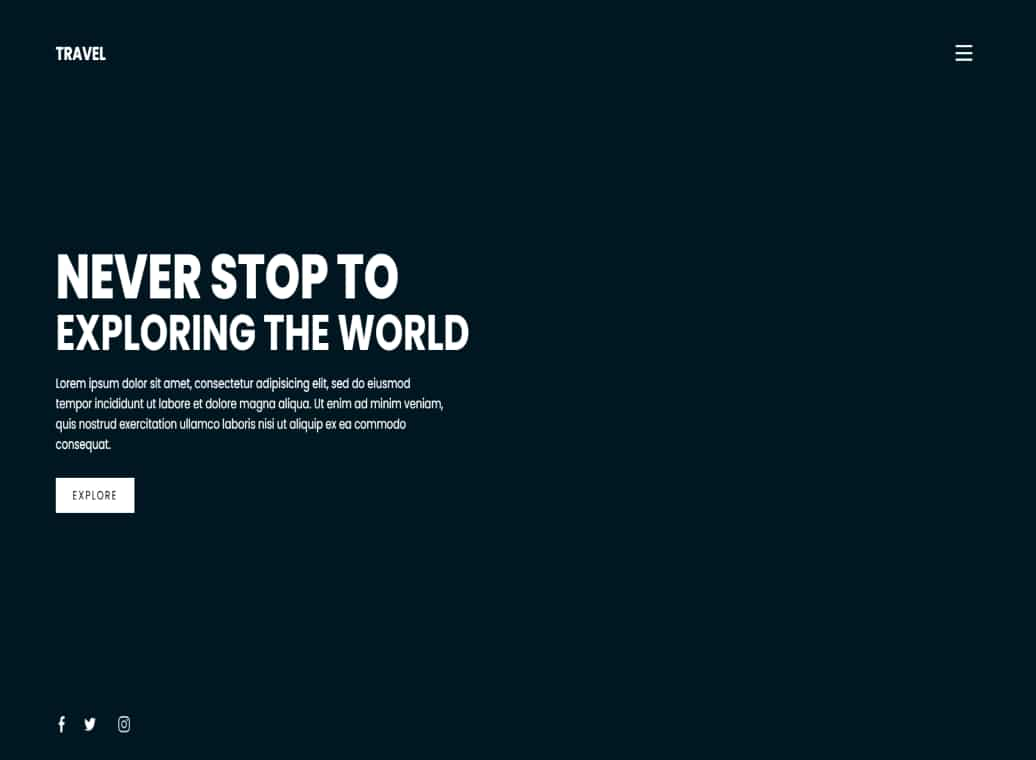 TRAVEL
NEVER STOP TO
EXPLORING THE WORLD
Lorem ipsum dolor sit amet, consectetur adipisicing elit, sed do eiusmod
tempor incididunt ut labore et dolore magna aliqua. Ut enim ad minim veniam,
quis nostrud exercitation ullamco laboris nisi ut aliquip ex ea commodo
consequat.
EXPLORE